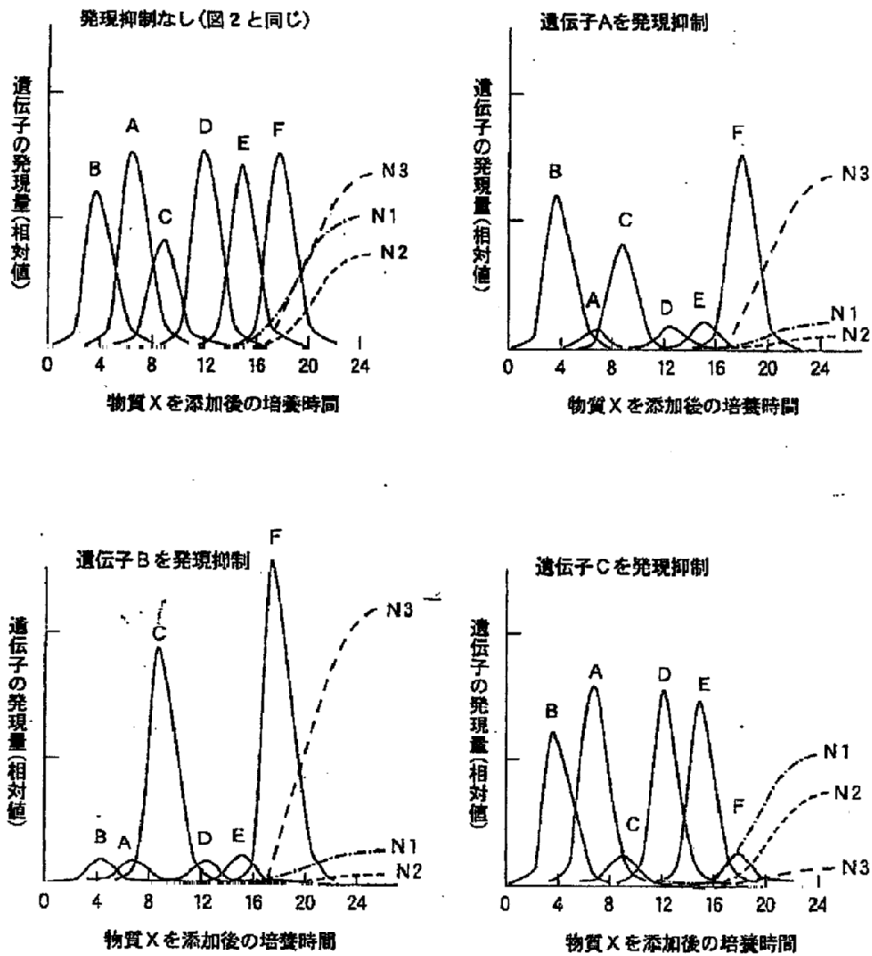 発現抑制なし(図2と同じ)
遺伝子の発現量(相対値)
B
A
C
D
E
F
N3
N1
N2
0 4 8 12 16 20 24
物質Xを添加後の培養時間
遺伝子Aを発現抑制
遺伝子の発現量(相対値)
B
A
C
D
E
F
N3
N1
N2
0 4 8 12 16 20 24
物質Xを添加後の培養時間
遺伝子Bを発現抑制
遺伝子の発現量(相対値)
B
A
C
D
E
F
N3
N1
N2
0 4 8 12 16 20 24
物質Xを添加後の培養時間
遺伝子Cを発現抑制
遺伝子の発現量(相対値)
B
A
C
D
E
F
N1
N2
N3
0 4 8 12 16 20 24
物質Xを添加後の培養時間